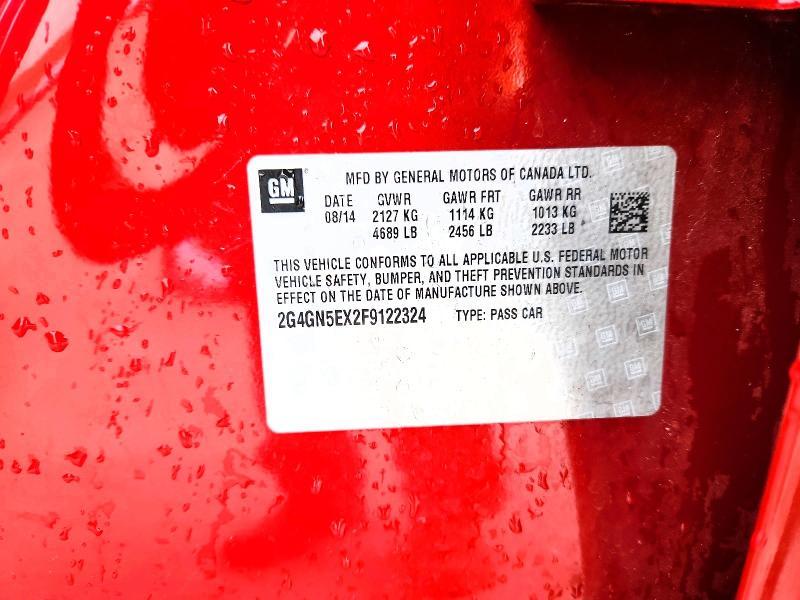 GM MFD BY GENERAL MOTORS OF CANADA LTD.
DATE GVWR GAWR FRT GAWR RR
08/14 2127 KG 1114 KG 1013 KG
4689 LB 2456 LB 2233 LB
THIS VEHICLE CONFORMS TO ALL APPLICABLE U.S. FEDERAL MOTOR
VEHICLE SAFETY, BUMPER, AND THEFT PREVENTION STANDARDS IN
EFFECT ON THE DATE OF MANUFACTURE SHOWN ABOVE.
2G4GN5EX2F9122324 TYPE: PASS CAR